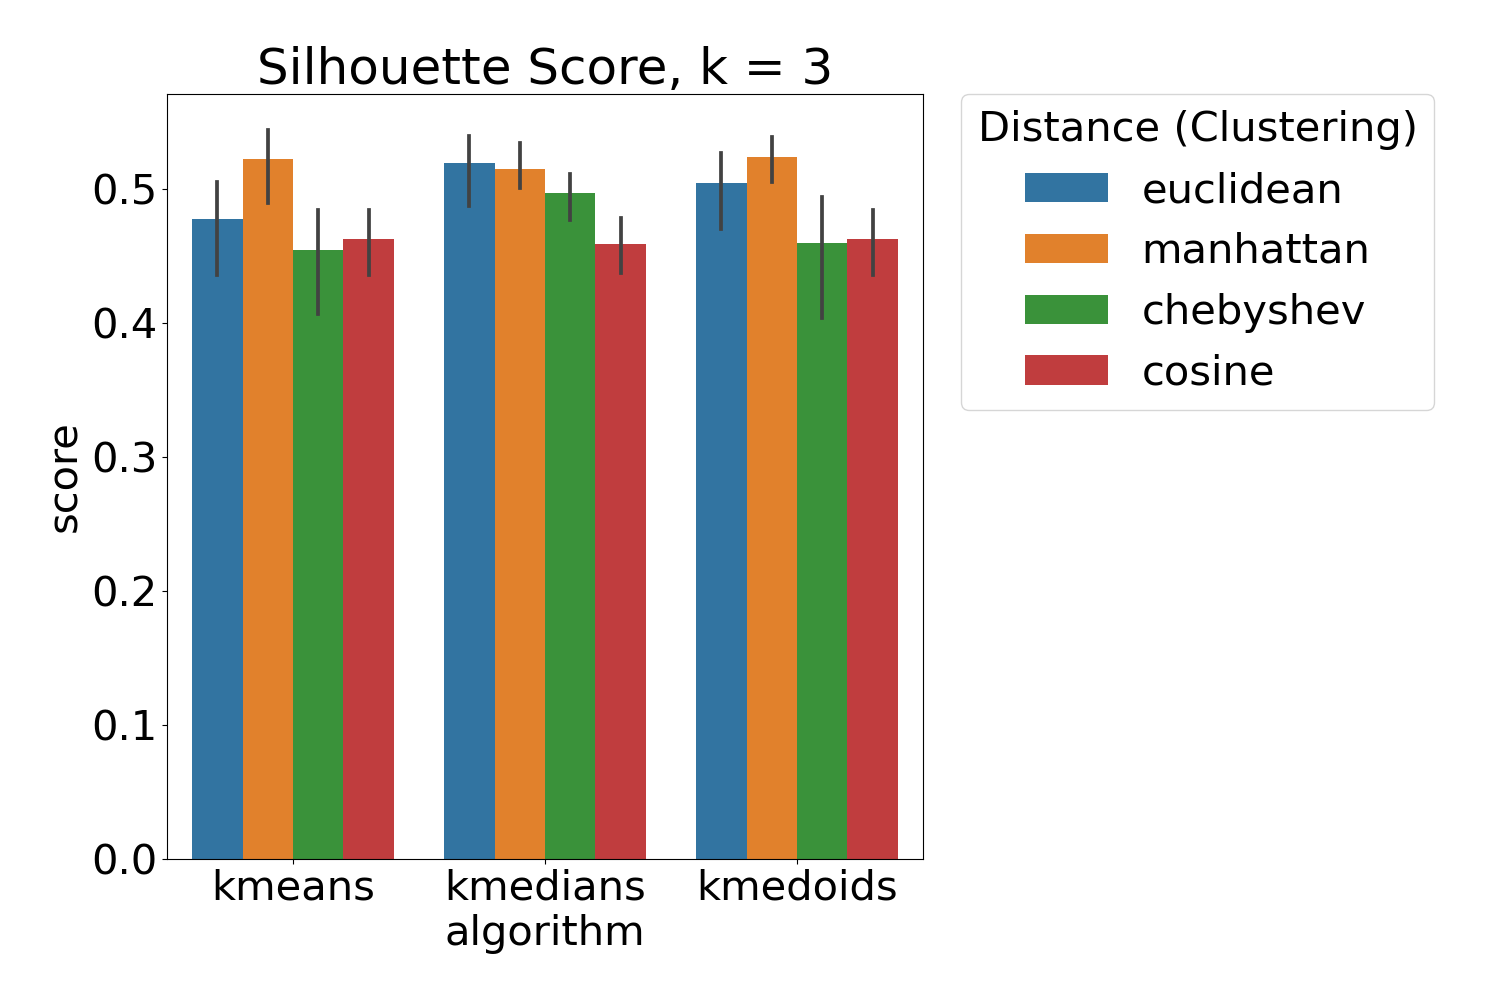 Silhouette Score, k = 3
score
0.5
0.4
0.3
0.2
0.1
0.0
kmeans
kmedians
kmedoids
algorithm
Distance (Clustering)
euclidean
manhattan
chebyshev
cosine